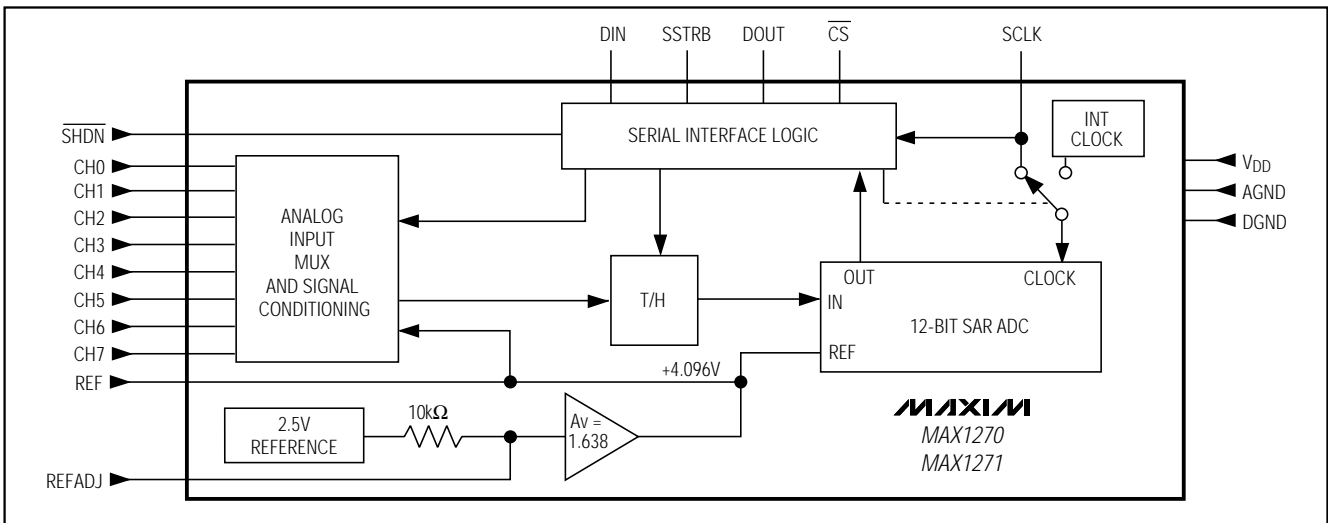 DIN SSTRB DOUT CS SCLK
SHDN
SERIAL INTERFACE LOGIC
INT
CLOCK
CH0
CH1
CH2
CH3
CH4
CH5
CH6
CH7
REF
REFADJ
ANALOG
INPUT
MUX
AND SIGNAL
CONDITIONING
T/H
OUT CLOCK
IN
12-BIT SAR ADC
REF
VDD
AGND
DGND
+4.096V
2.5V
REFERENCE
10kΩ
Av =
1.638
MAXIM
MAX1270
MAX1271